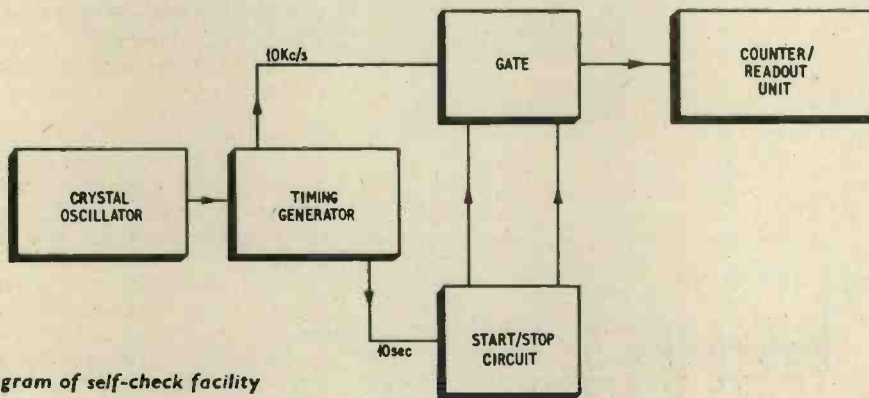 10Kc/s
GATE
COUNTER/
READOUT
UNIT
CRYSTAL
OSCILLATOR
TIMING
GENERATOR
10sec
START/STOP
CIRCUIT
gram of self-check facility